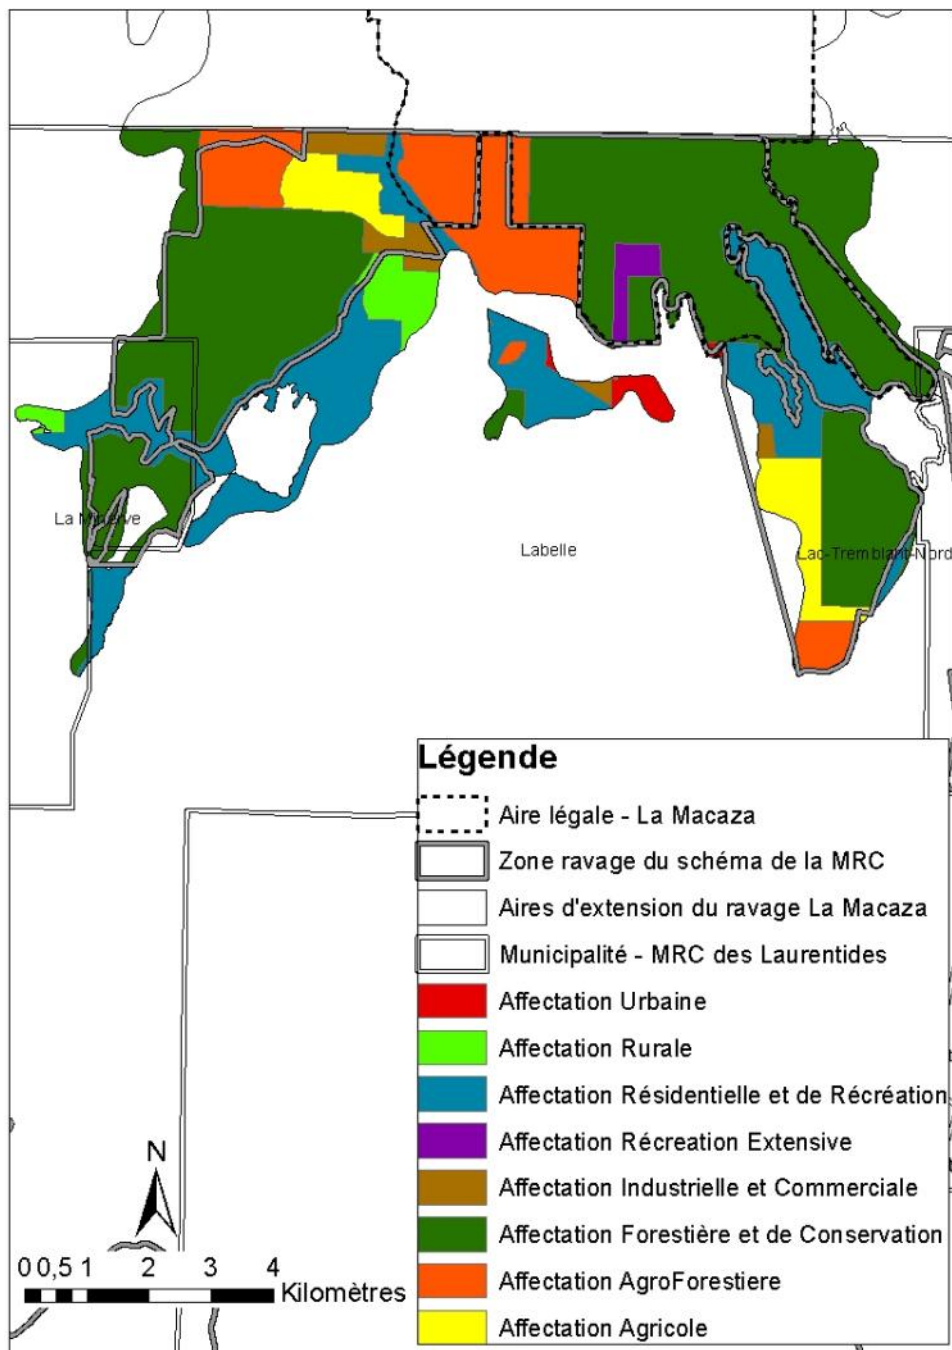 La Minerve
Labelle
Lac-Tremblant-Nord
Légende
Aire légale - La Macaza
Zone ravage du schéma de la MRC
Aires d'extension du ravage La Macaza
Municipalité - MRC des Laurentides
Affectation Urbaine
Affectation Rurale
Affectation Résidentielle et de Récréation
Affectation Récreation Extensive
Affectation Industrielle et Commerciale
Affectation Forestière et de Conservation
Affectation AgroForestiere
Affectation Agricole
N
0 0,5 1 2 3 4
Kilomètres